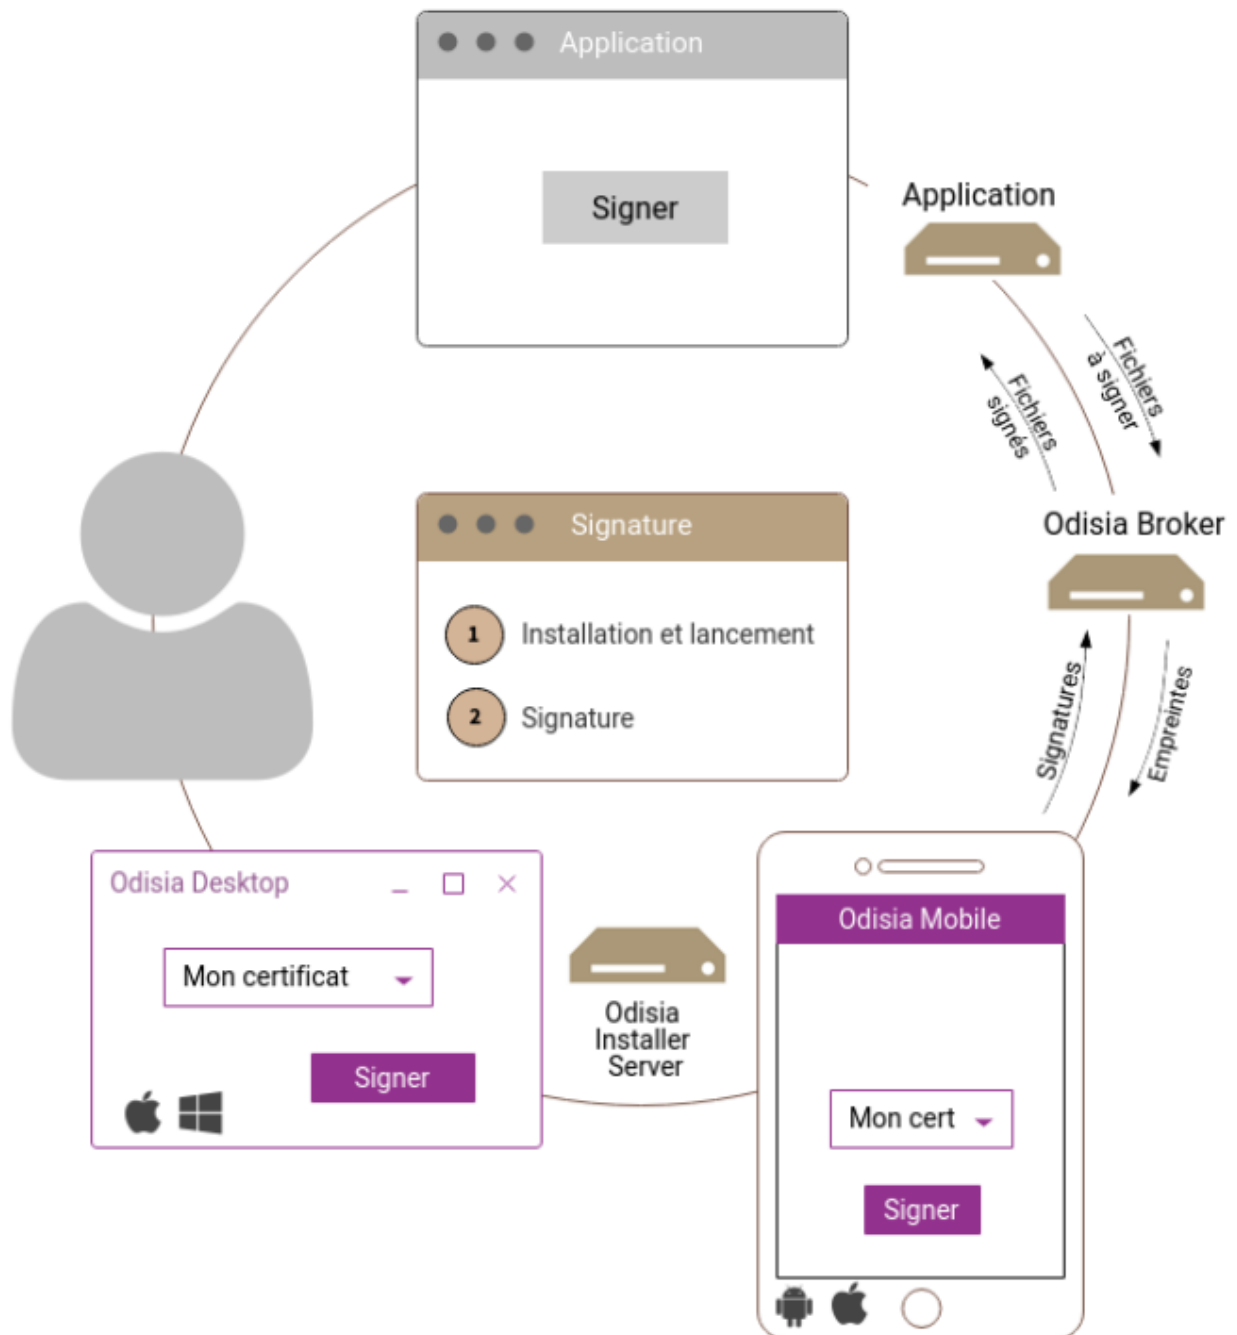 Application
Signer
Application
Fichiers
à signer
Fichiers
signés
Signature
1 Installation et lancement
2 Signature
Odisia Broker
Signatures
Empreintes
Odisia Desktop
Mon certificat
Signer
Odisia
Installer
Server
Odisia Mobile
Mon cert
Signer